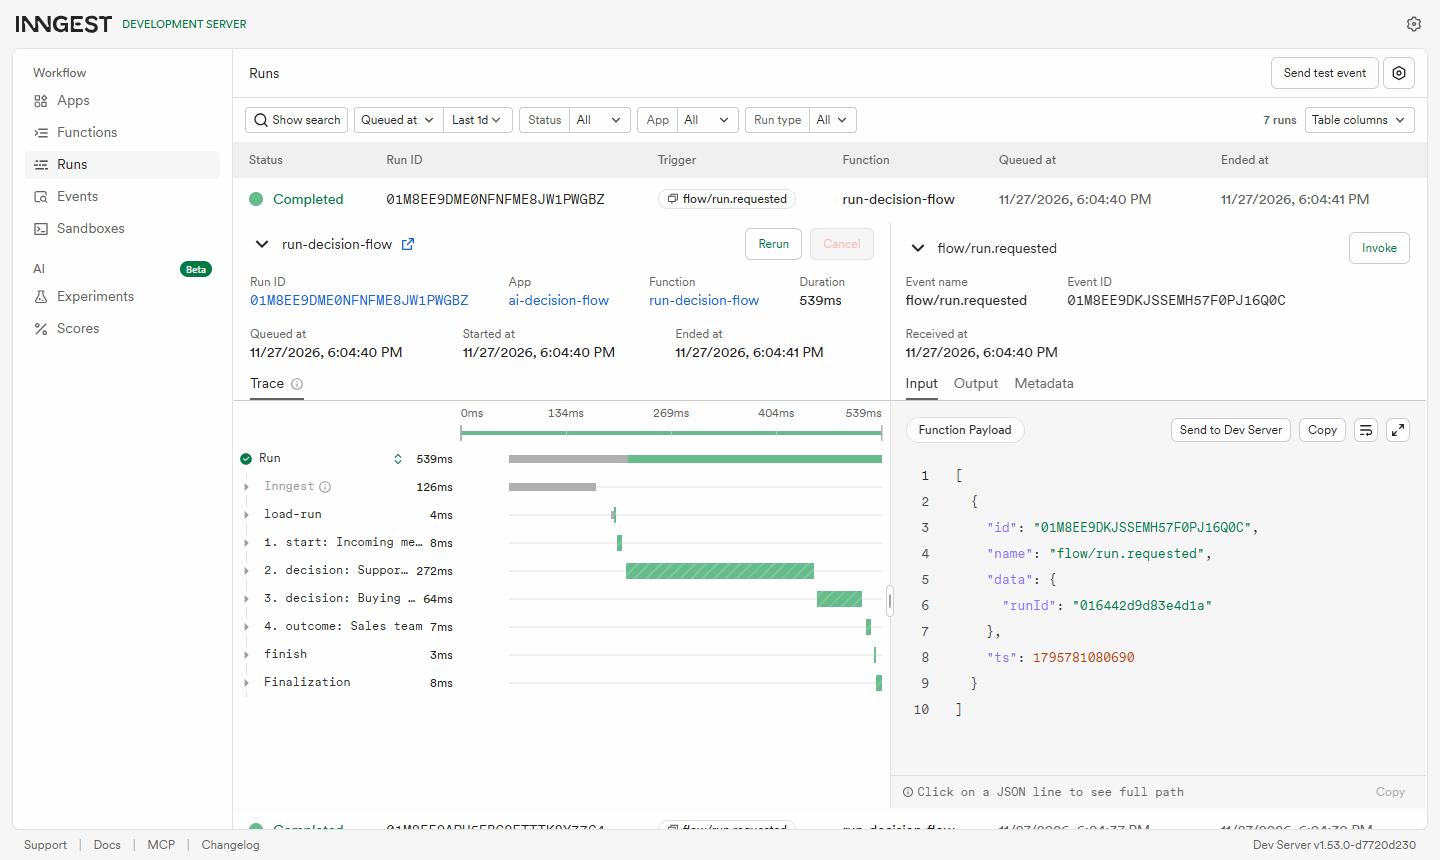 INNGEST DEVELOPMENT SERVER
Workflow
Apps
Functions
Runs
Events
Sandboxes
AI Beta
Experiments
Scores
Runs
Send test event
Show search
Queued at
Last 1d
Status All
App All
Run type All
7 runs
Table columns
Status Run ID Trigger Function Queued at Ended at
Completed 01M8EE9DME0NFNFME8JW1PWGBZ flow/run.requested run-decision-flow 11/27/2026, 6:04:40 PM 11/27/2026, 6:04:41 PM
run-decision-flow
Rerun
Cancel
Run ID App Function Duration
01M8EE9DME0NFNFME8JW1PWGBZ ai-decision-flow run-decision-flow 539ms
Queued at Started at Ended at
11/27/2026, 6:04:40 PM 11/27/2026, 6:04:40 PM 11/27/2026, 6:04:41 PM
Trace
0ms 134ms 269ms 404ms 539ms
Run 539ms
Inngest 126ms
load-run 4ms
1. start: Incoming me… 8ms
2. decision: Suppor… 272ms
3. decision: Buying … 64ms
4. outcome: Sales team 7ms
finish 3ms
Finalization 8ms
flow/run.requested
Invoke
Event name Event ID
flow/run.requested 01M8EE9DKJSSEMH57F0PJ16Q0C
Received at
11/27/2026, 6:04:40 PM
Input Output Metadata
Function Payload
Send to Dev Server
Copy
1 [
2 {
3 "id": "01M8EE9DKJSSEMH57F0PJ16Q0C",
4 "name": "flow/run.requested",
5 "data": {
6 "runId": "016442d9d83e4d1a"
7 },
8 "ts": 1795781080690
9 }
10 ]
Click on a JSON line to see full path
Copy
Completed flow/run.requested run-decision-flow
Support | Docs | MCP | Changelog
Dev Server v1.53.0-d7720d230